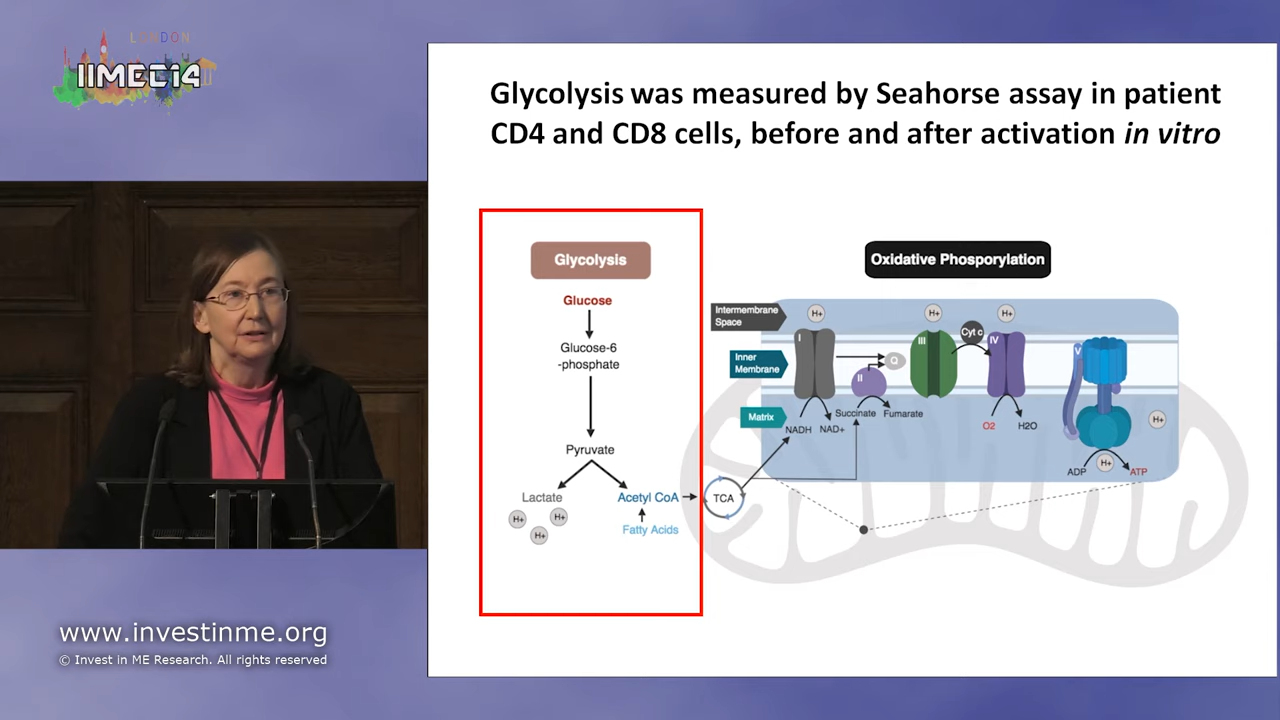 LONDON
IIMEC14
Glycolysis was measured by Seahorse assay in patient
CD4 and CD8 cells, before and after activation in vitro
Glycolysis
Glucose
Glucose-6
-phosphate
Pyruvate
Lactate
H+
H+
H+
Acetyl CoA
Fatty Acids
TCA
Oxidative Phosporylation
Intermembrane
Space
Inner
Membrane
Matrix
H+
H+
H+
I
Q
II
III
Cyt c
IV
V
NADH
NAD+
Succinate
Fumarate
O2
H2O
H+
ADP
H+
ATP
www.investinme.org
© Invest in ME Research. All rights reserved